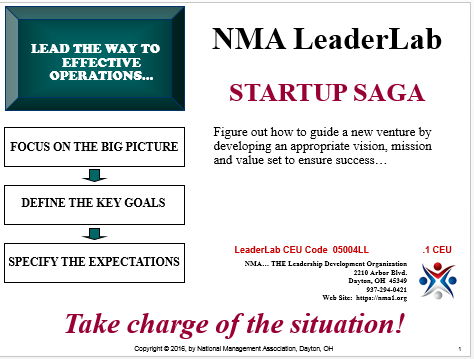 LEAD THE WAY TO
EFFECTIVE
OPERATIONS...
FOCUS ON THE BIG PICTURE
DEFINE THE KEY GOALS
SPECIFY THE EXPECTATIONS
NMA LeaderLab
STARTUP SAGA
Figure out how to guide a new venture by
developing an appropriate vision, mission
and value set to ensure success…
LeaderLab CEU Code 05004LL .1 CEU
NMA… THE Leadership Development Organization
2210 Arbor Blvd.
Dayton, OH 45349
937-294-0421
Web Site: https://nma1.org
Take charge of the situation!
Copyright © 2016, by National Management Association, Dayton, OH
1